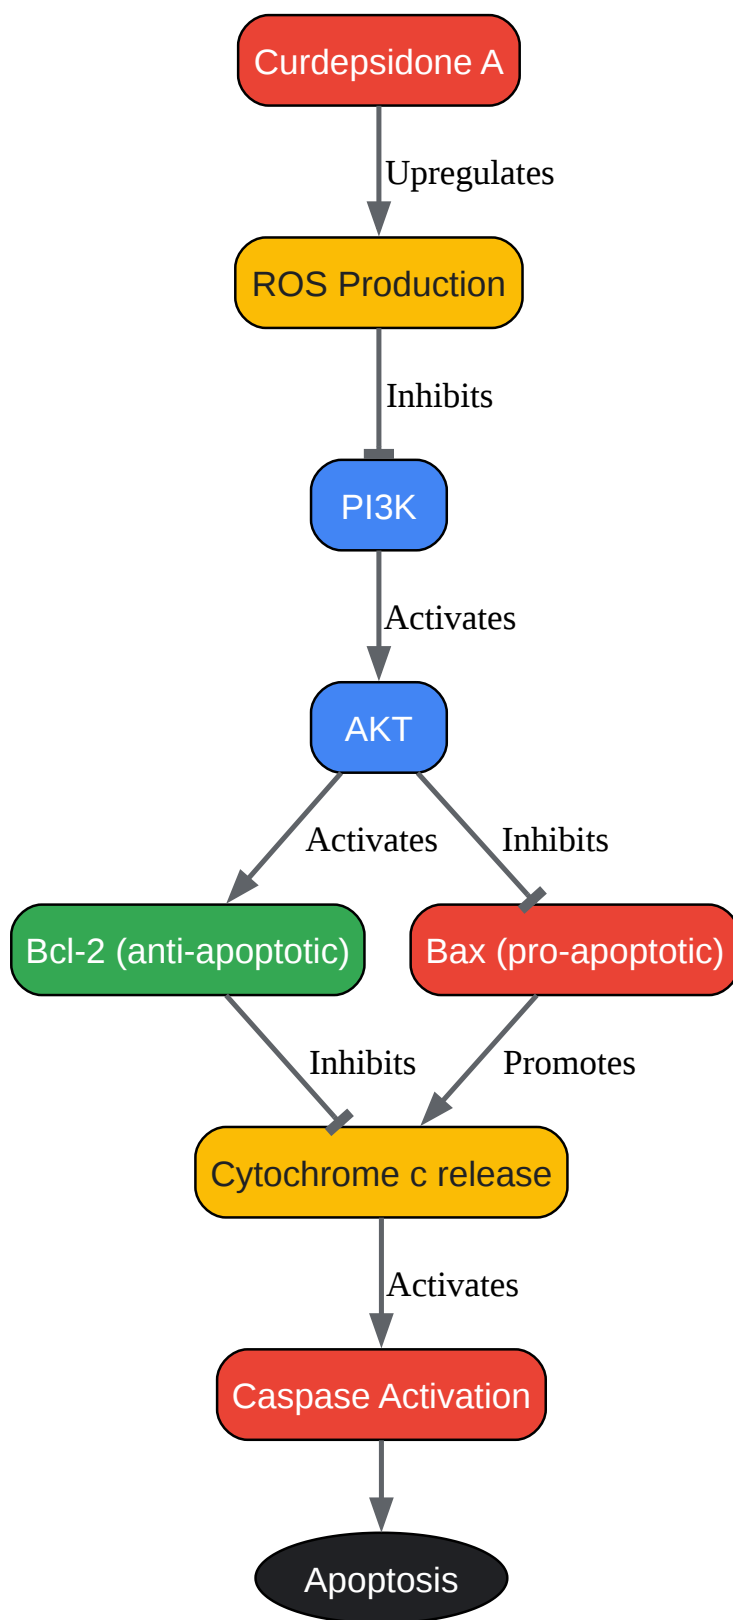 Curdepsidone A
Upregulates
ROS Production
Inhibits
PI3K
Activates
AKT
Activates
Inhibits
Bcl-2 (anti-apoptotic)
Bax (pro-apoptotic)
Inhibits
Promotes
Cytochrome c release
Activates
Caspase Activation
Apoptosis